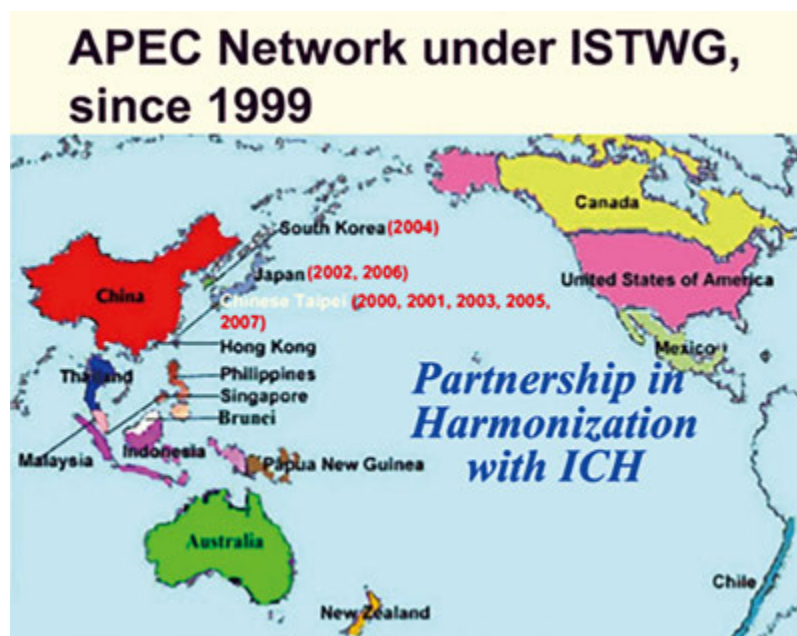 APEC Network under ISTWG,
since 1999
Canada
South Korea (2004)
Japan (2002, 2006)
United States of America
China
Chinese Taipei (2000, 2001, 2003, 2005,
2007)
Hong Kong
Mexico
Thailand
Philippines
Singapore
Brunci
Malaysia
Indonesia
Papua New Guinea
Partnership in
Harmonization
with ICH
Australia
Chile
New Zealand